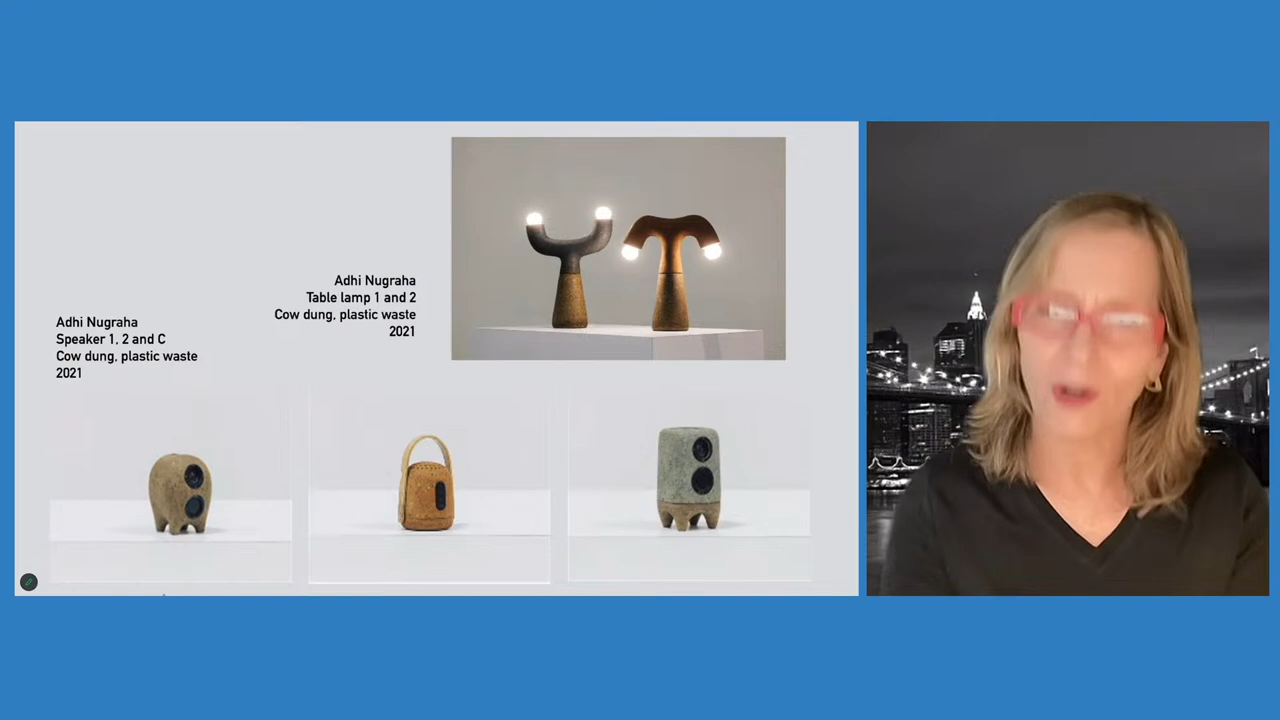 Adhi Nugraha
Table lamp 1 and 2
Cow dung, plastic waste
2021
Adhi Nugraha
Speaker 1, 2 and C
Cow dung, plastic waste
2021